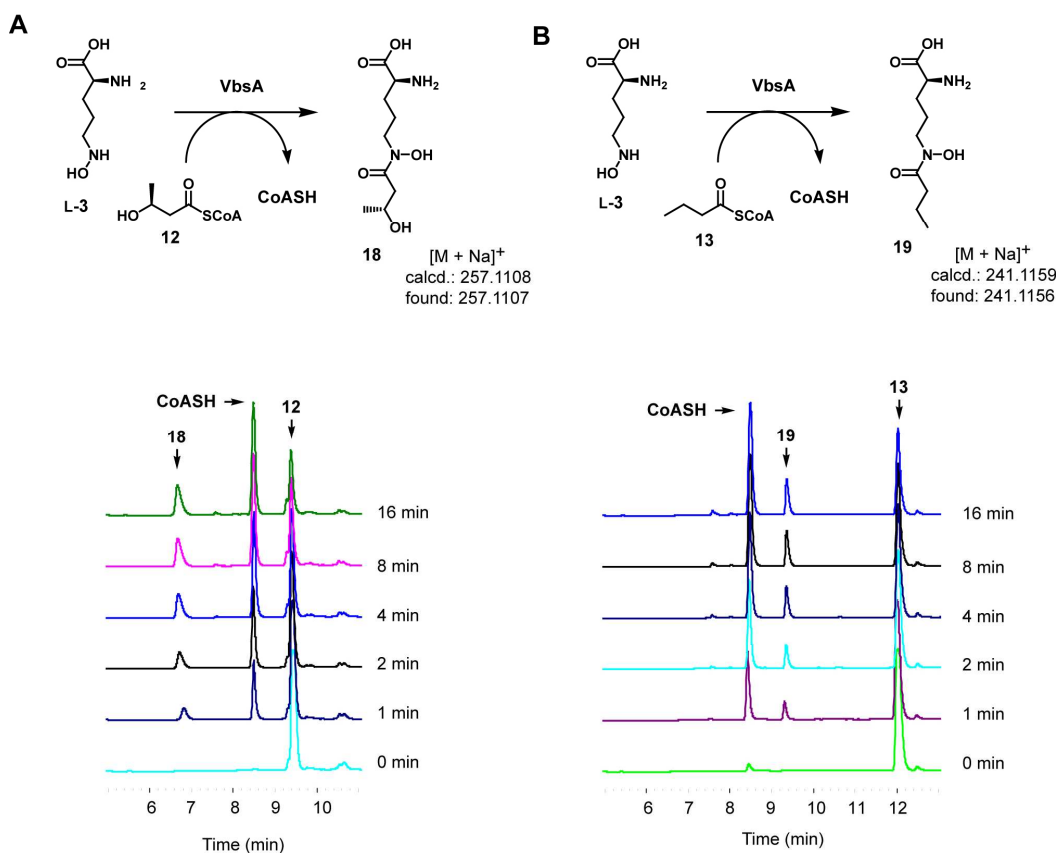 A
OH
O
NH 2
NH
HO
L-3
VbsA
O
HO
SCoA
12
CoASH
OH
O
NH2
N OH
O
OH
18
[M + Na]+
calcd.: 257.1108
found: 257.1107
B
OH
O
NH2
NH
HO
L-3
VbsA
O
SCoA
13
CoASH
OH
O
NH2
N OH
O
19
[M + Na]+
calcd.: 241.1159
found: 241.1156
CoASH
12
18
16 min
8 min
4 min
2 min
1 min
0 min
6 7 8 9 10
Time (min)
13
CoASH
19
16 min
8 min
4 min
2 min
1 min
0 min
6 7 8 9 10 11 12
Time (min)